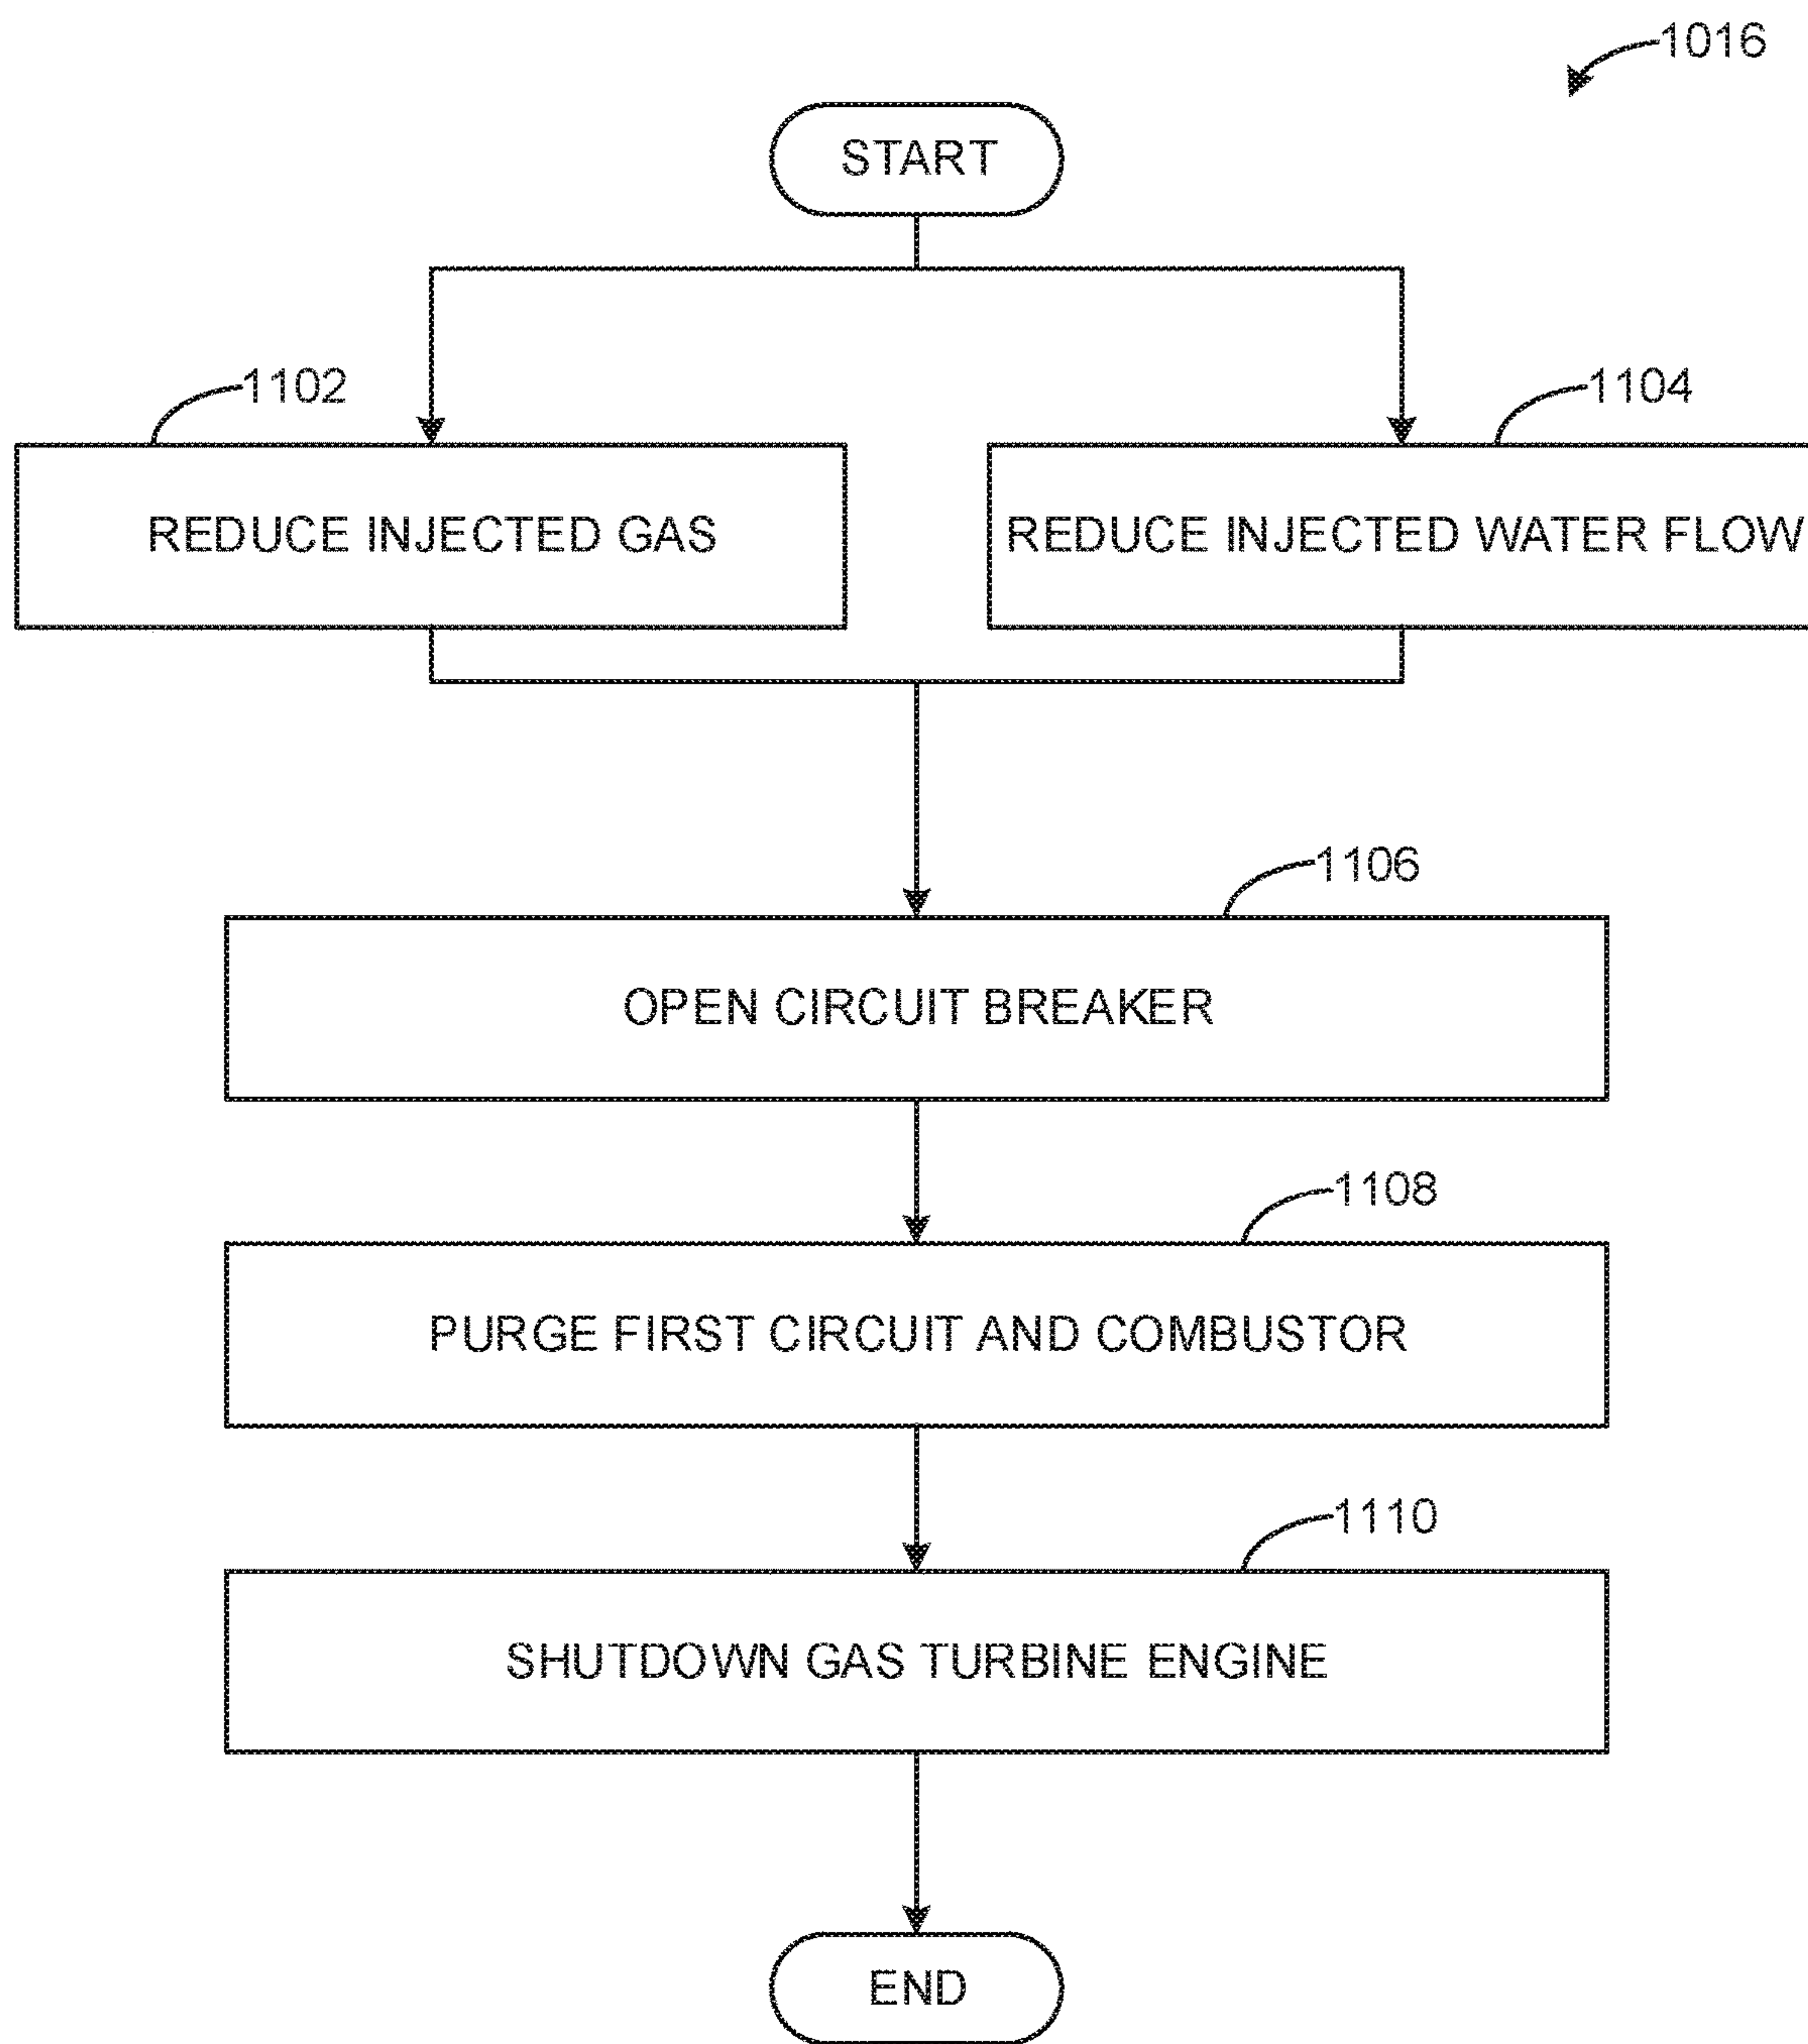 1016
START
1102
1104
REDUCE INJECTED GAS
REDUCE INJECTED WATER FLOW
1106
OPEN CIRCUIT BREAKER
1108
PURGE FIRST CIRCUIT AND COMBUSTOR
1110
SHUTDOWN GAS TURBINE ENGINE
END